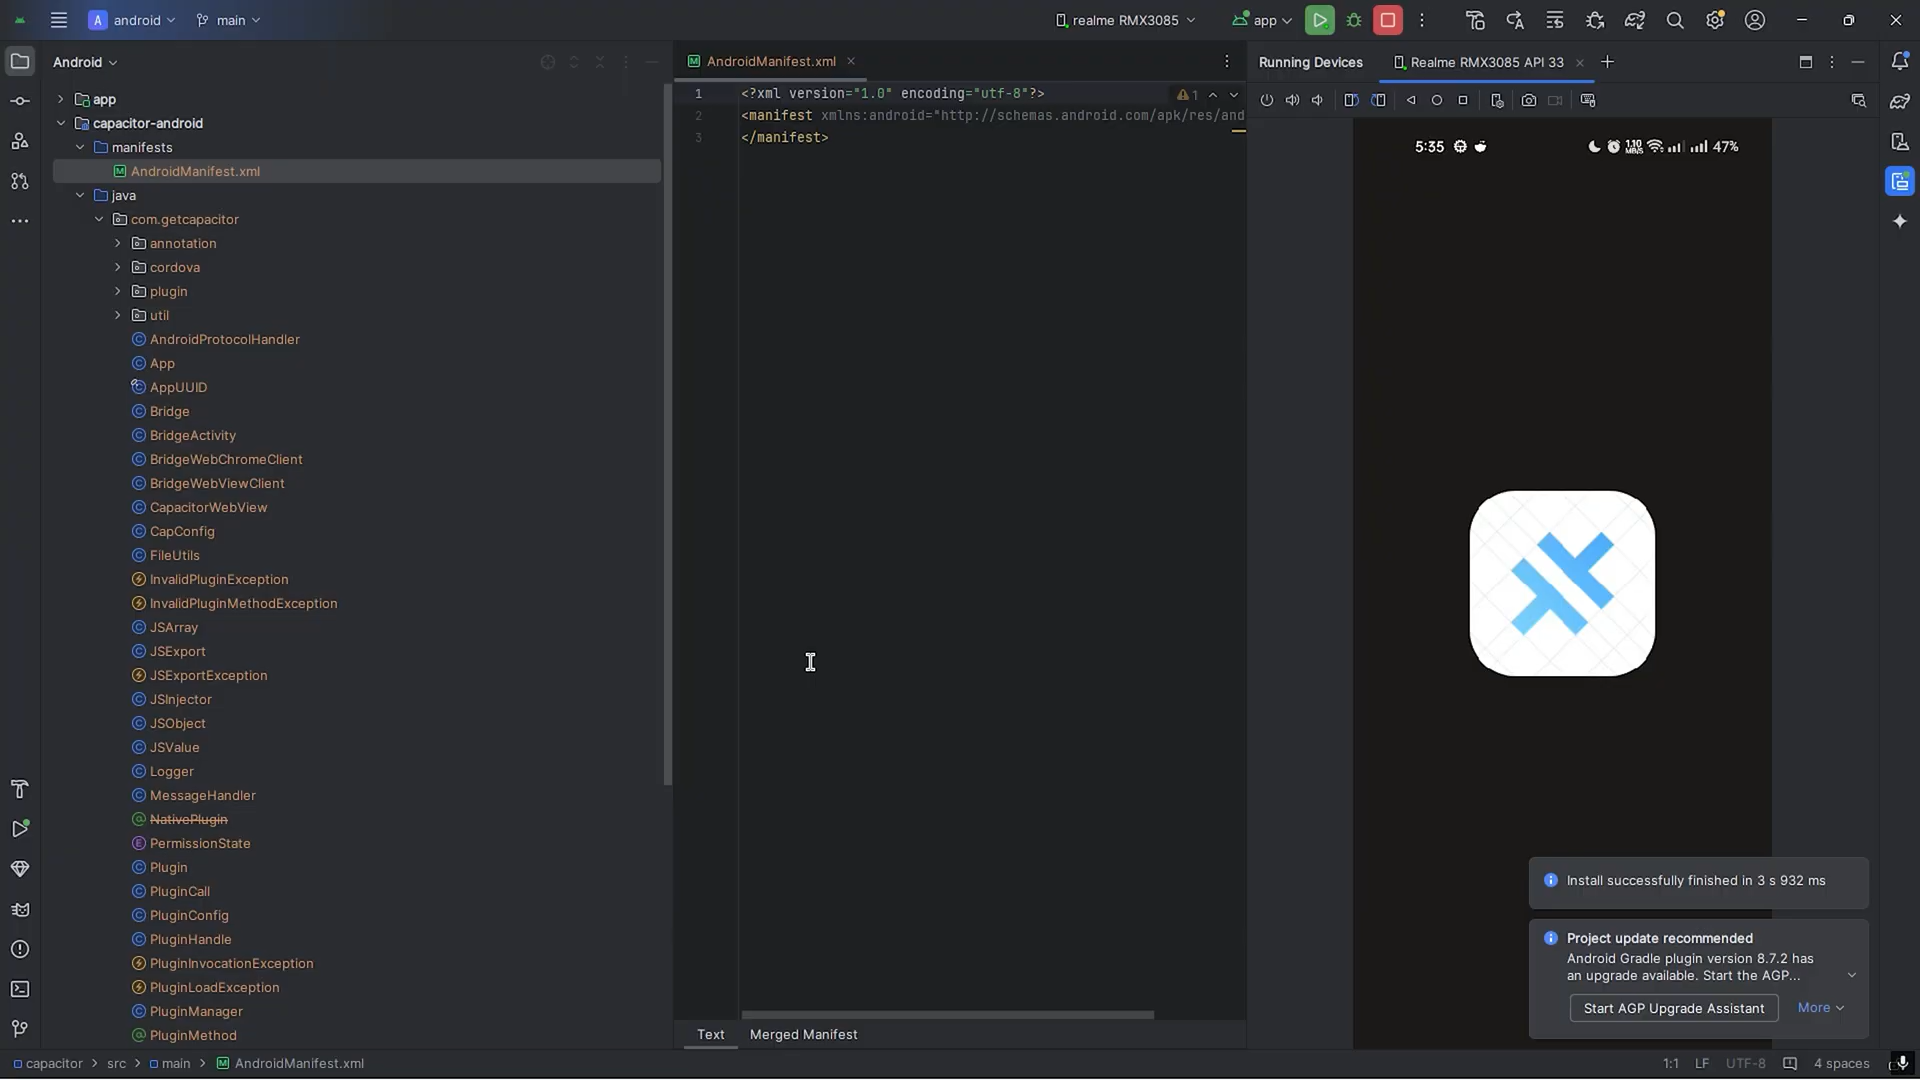 A android main realme RMX3085 app
Android
app
capacitor-android
manifests
AndroidManifest.xml
java
com.getcapacitor
annotation
cordova
plugin
util
AndroidProtocolHandler
App
AppUUID
Bridge
BridgeActivity
BridgeWebChromeClient
BridgeWebViewClient
CapacitorWebView
CapConfig
FileUtils
InvalidPluginException
InvalidPluginMethodException
JSArray
JSExport
JSExportException
JSInjector
JSObject
JSValue
Logger
MessageHandler
NativePlugin
PermissionState
Plugin
PluginCall
PluginConfig
PluginHandle
PluginInvocationException
PluginLoadException
PluginManager
PluginMethod
AndroidManifest.xml
1 <?xml version="1.0" encoding="utf-8"?> 1
2 <manifest xmlns:android="http://schemas.android.com/apk/res/and
3 </manifest>
Text Merged Manifest
Running Devices Realme RMX3085 API 33
5:35 1.10 MB/S 47%
Install successfully finished in 3 s 932 ms
Project update recommended
Android Gradle plugin version 8.7.2 has
an upgrade available. Start the AGP...
Start AGP Upgrade Assistant More
capacitor > src > main > AndroidManifest.xml 1:1 LF UTF-8 4 spaces